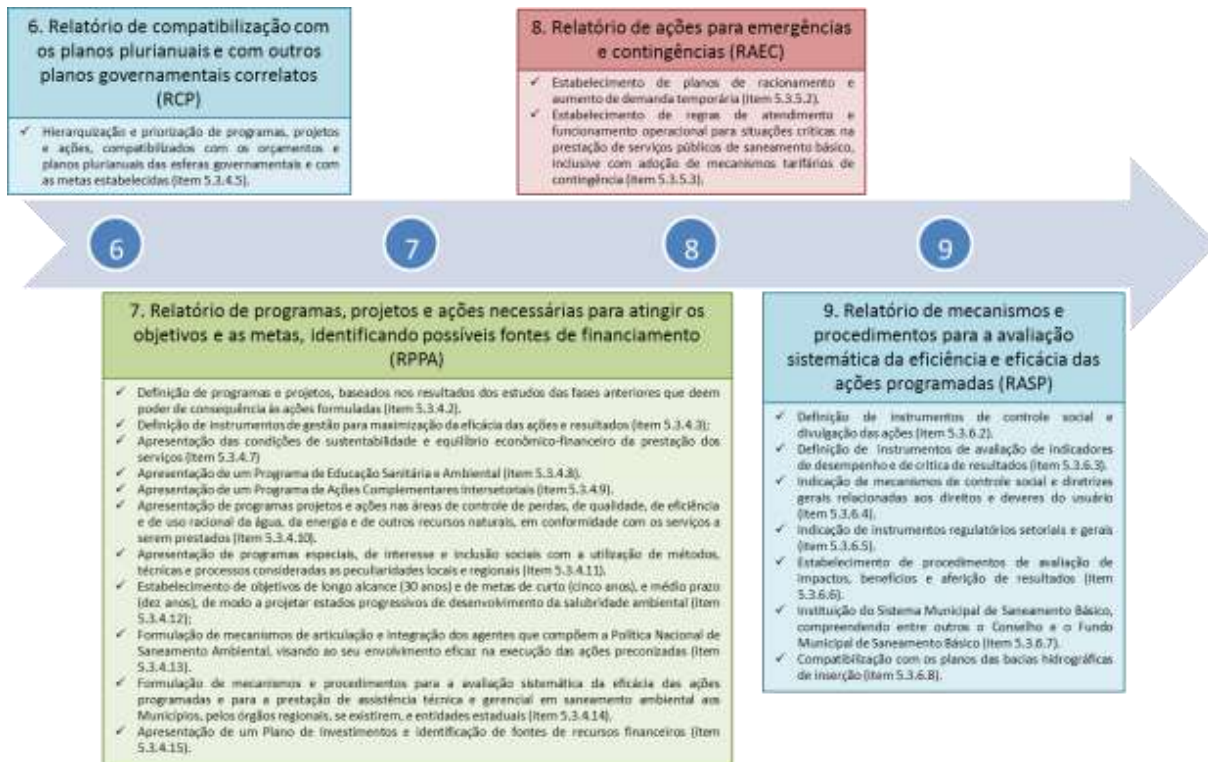 6. Relatório de compatibilização com
os planos plurianuais e com outros
planos governamentais correlatos
(RCP)
✓ Hierarquização e priorização de programas, projetos
e ações, compatibilizados com os orçamentos e
planos plurianuais das esferas governamentais e com
as metas estabelecidas (Item 5.3.4.5).
8. Relatório de ações para emergências
e contingências (RAEC)
✓ Estabelecimento de planos de racionamento e
aumento de demanda temporária (Item 5.3.5.2).
✓ Estabelecimento de regras de atendimento e
funcionamento operacional para situações críticas na
prestação de serviços públicos de saneamento básico,
inclusive com adoção de mecanismos tarifários de
contingência (Item 5.3.5.3).
6
7
8
9
7. Relatório de programas, projetos e ações necessárias para atingir os
objetivos e as metas, identificando possíveis fontes de financiamento
(RPPA)
✓ Definição de programas e projetos, baseados nos resultados dos estudos das fases anteriores que deem
poder de consequência às ações formuladas (Item 5.3.4.2).
✓ Definição de instrumentos de gestão para maximização da eficácia das ações e resultados (Item 5.3.4.3);
✓ Apresentação das condições de sustentabilidade e equilíbrio econômico-financeiro da prestação dos
serviços (Item 5.3.4.7)
✓ Apresentação de um Programa de Educação Sanitária e Ambiental (Item 5.3.4.8).
✓ Apresentação de um Programa de Ações Complementares Intersetoriais (Item 5.3.4.9).
✓ Apresentação de programas projetos e ações nas áreas de controle de perdas, de qualidade, de eficiência
e de uso racional da água, da energia e de outros recursos naturais, em conformidade com os serviços a
serem prestados (Item 5.3.4.10).
✓ Apresentação de programas especiais, de interesse e inclusão sociais com a utilização de métodos,
técnicas e processos consideradas as peculiaridades locais e regionais (Item 5.3.4.11).
✓ Estabelecimento de objetivos de longo alcance (30 anos) e de metas de curto (cinco anos), e médio prazo
(dez anos), de modo a projetar estados progressivos de desenvolvimento da salubridade ambiental (Item
5.3.4.12);
✓ Formulação de mecanismos de articulação e integração dos agentes que compõem a Política Nacional de
Saneamento Ambiental, visando ao seu envolvimento eficaz na execução das ações preconizadas (Item
5.3.4.13).
✓ Formulação de mecanismos e procedimentos para a avaliação sistemática da eficácia das ações
programadas e para a prestação de assistência técnica e gerencial em saneamento ambiental aos
Municípios, pelos órgãos regionais, se existirem, e entidades estaduais (Item 5.3.4.14).
✓ Apresentação de um Plano de Investimentos e identificação de fontes de recursos financeiros (Item
5.3.4.15).
9. Relatório de mecanismos e
procedimentos para a avaliação
sistemática da eficiência e eficácia das
ações programadas (RASP)
✓ Definição de instrumentos de controle social e
divulgação das ações (Item 5.3.6.2).
✓ Definição de instrumentos de avaliação de indicadores
de desempenho e de crítica de resultados (Item 5.3.6.3).
✓ Indicação de mecanismos de controle social e diretrizes
gerais relacionadas aos direitos e deveres do usuário
(Item 5.3.6.4).
✓ Indicação de instrumentos regulatórios setoriais e gerais
(Item 5.3.6.5).
✓ Estabelecimento de procedimentos de avaliação de
impactos, benefícios e aferição de resultados (Item
5.3.6.6).
✓ Instituição do Sistema Municipal de Saneamento Básico,
compreendendo entre outros o Conselho e o Fundo
Municipal de Saneamento Básico (Item 5.3.6.7).
✓ Compatibilização com os planos das bacias hidrográficas
de inserção (Item 5.3.6.8).